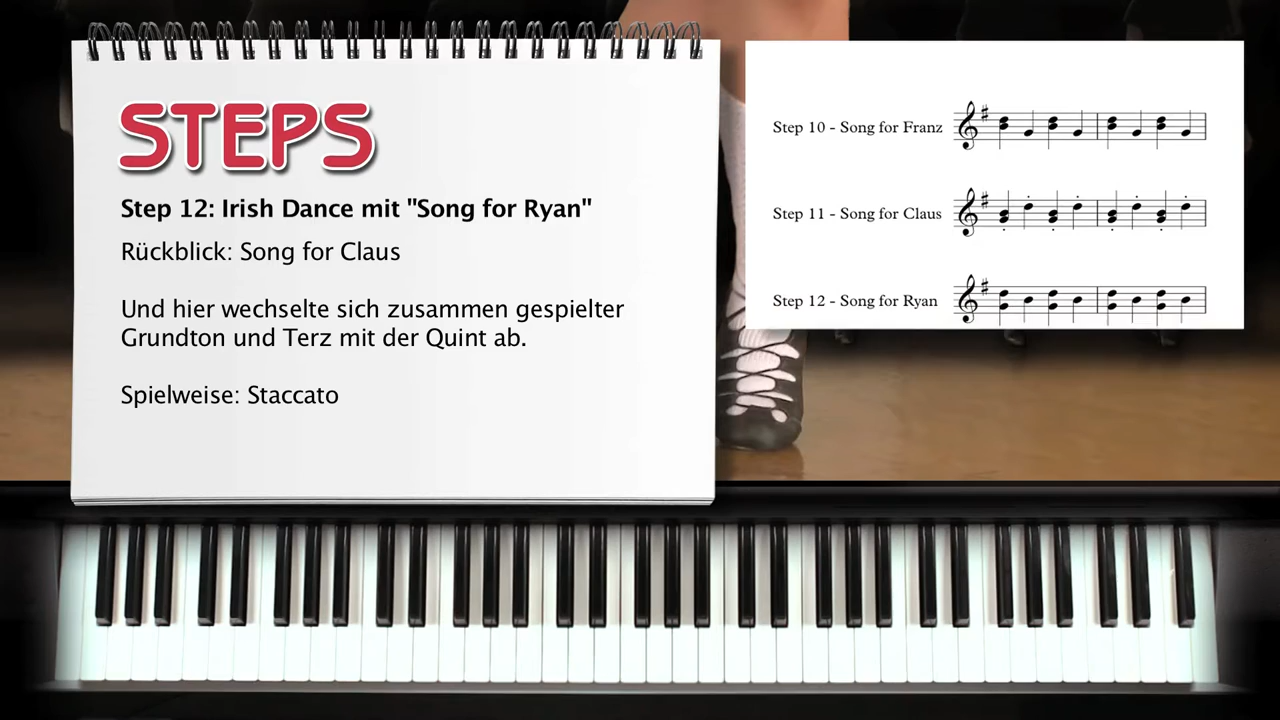 STEPS
Step 12: Irish Dance mit "Song for Ryan"
Rückblick: Song for Claus
Und hier wechselte sich zusammen gespielter
Grundton und Terz mit der Quint ab.
Spielweise: Staccato
Step 10 - Song for Franz
Step 11 - Song for Claus
Step 12 - Song for Ryan